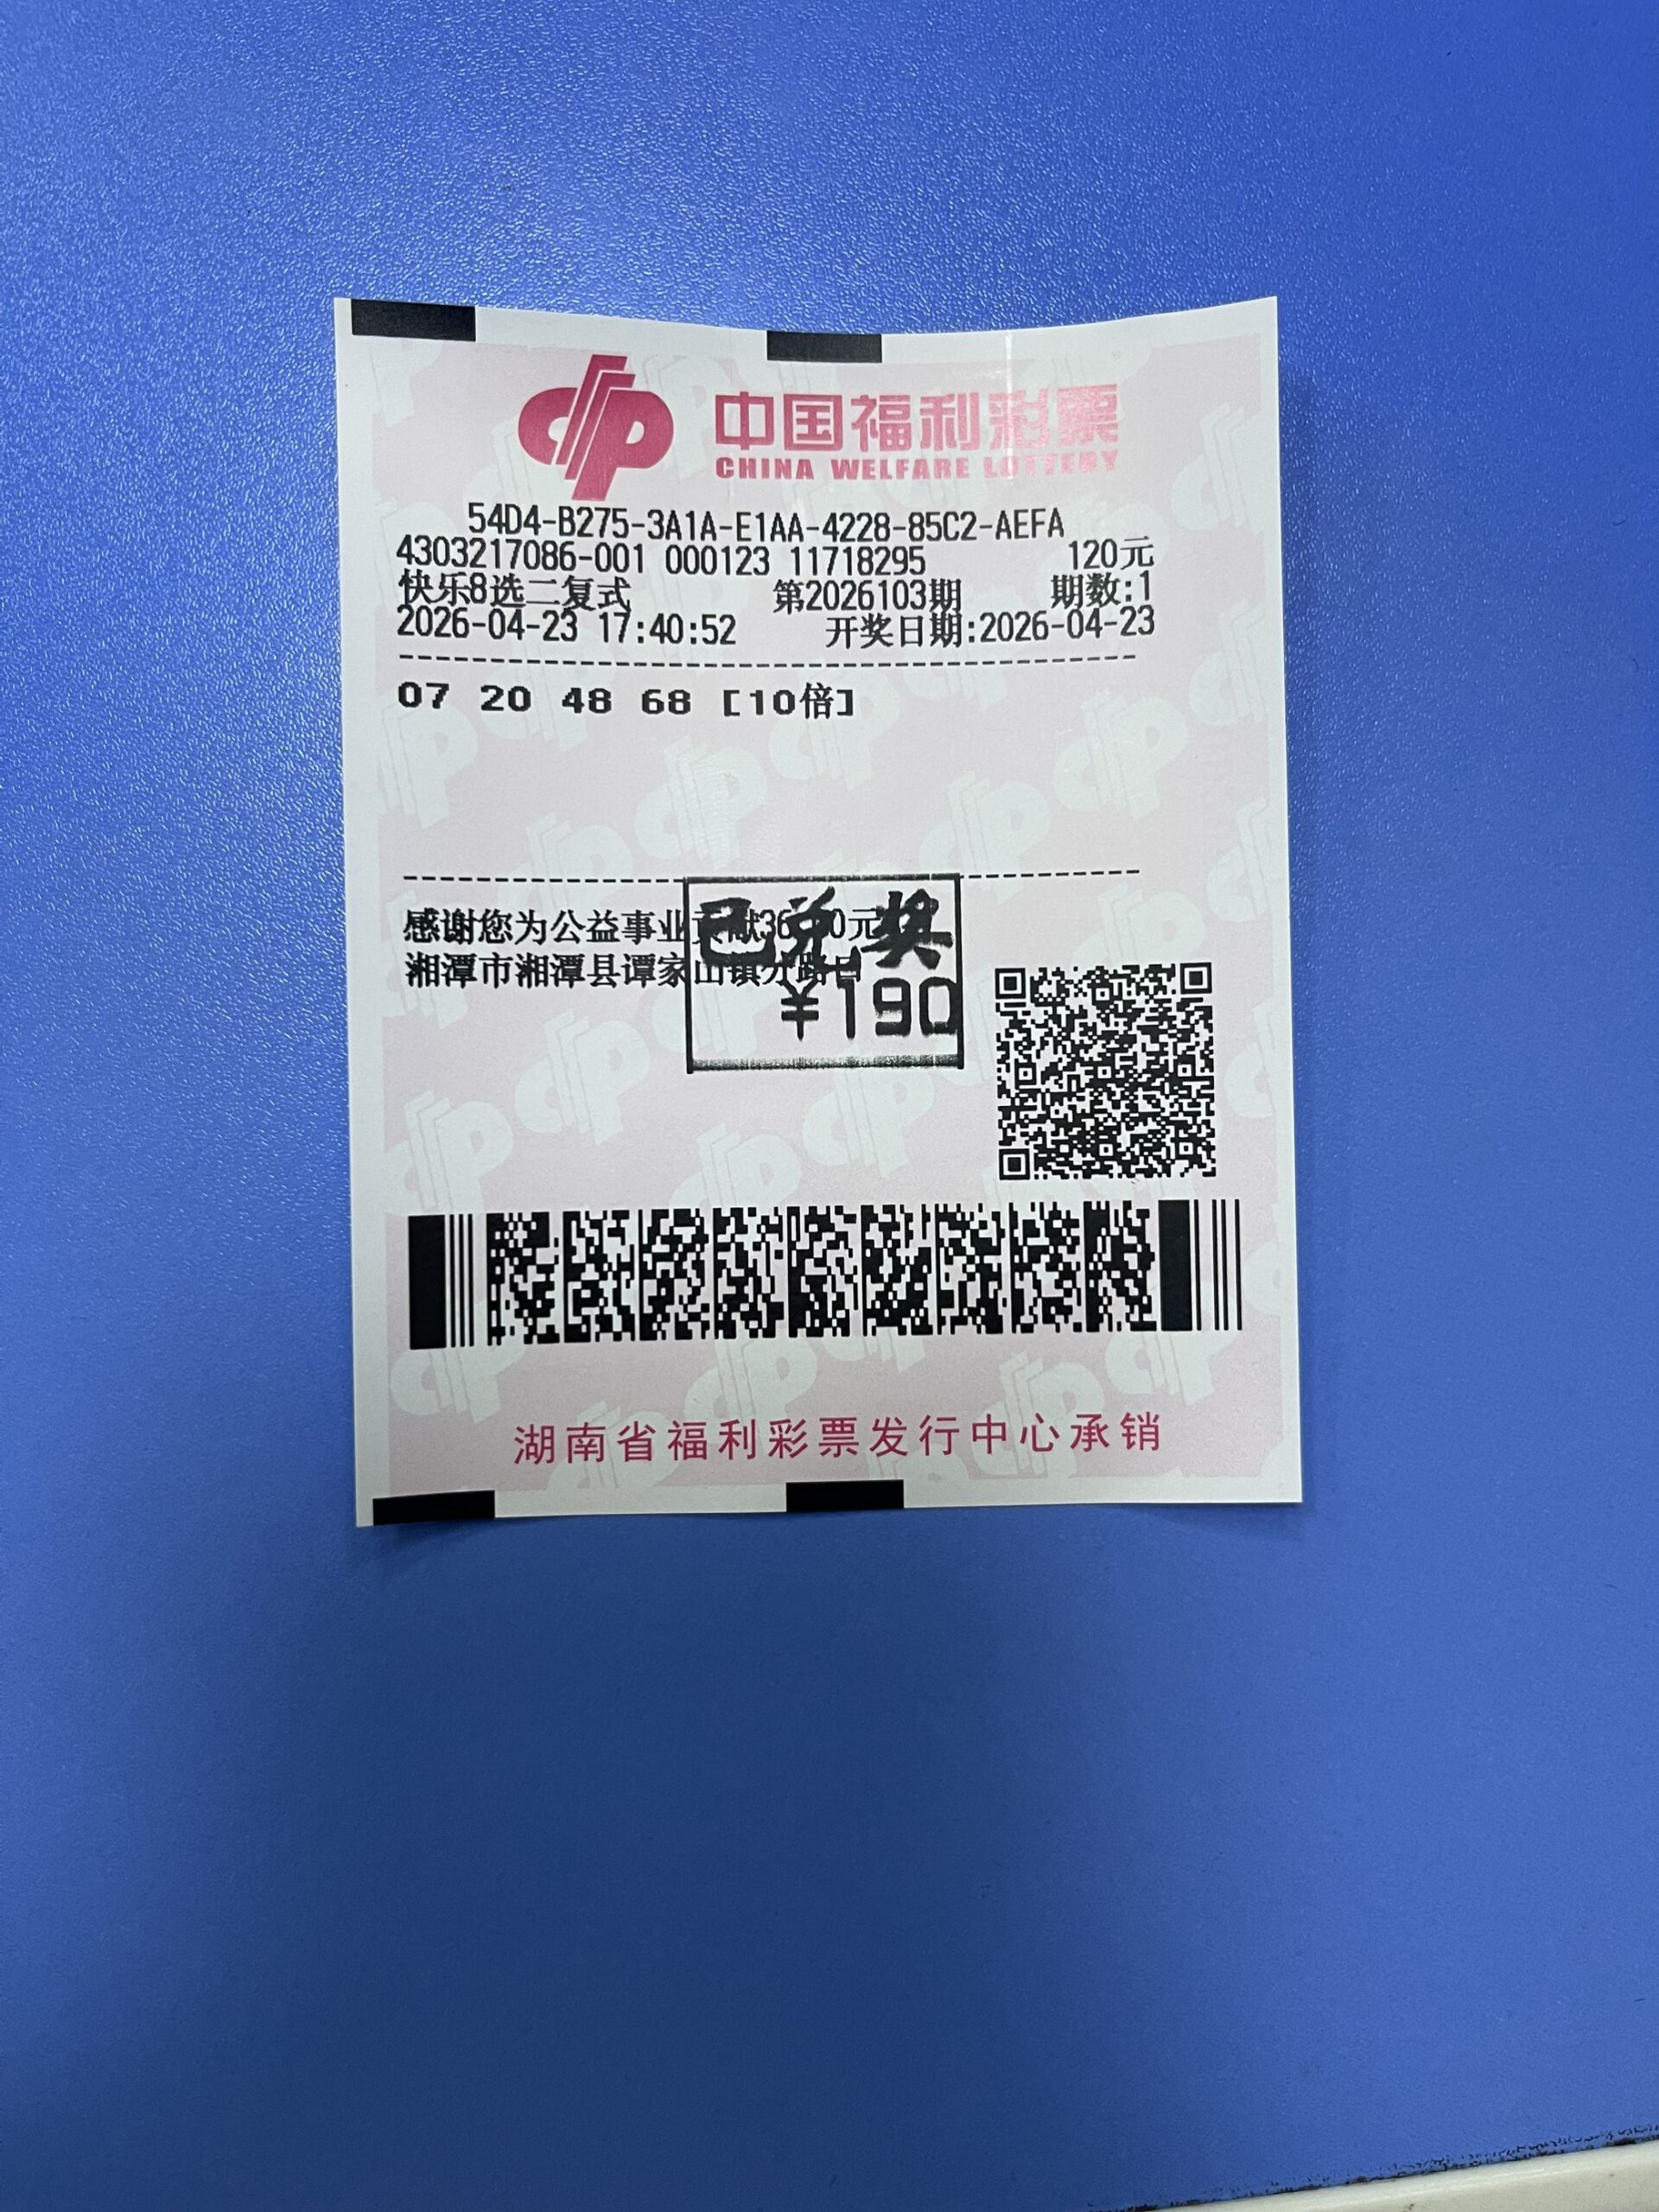 中国福利彩票
CHINA WELFARE LOTTERY
54D4-B275-3A1A-E1AA-4228-85C2-AEFA
4303217086-001 000123 11718295 120元
快乐8选二复式 第2026103期 期数:1
2026-04-23 17:40:52 开奖日期:2026-04-23
07 20 48 68 [10倍]
感谢您为公益事业贡献
湘潭市湘潭县谭家山镇
已兑奖
¥190
湖南省福利彩票发行中心承销